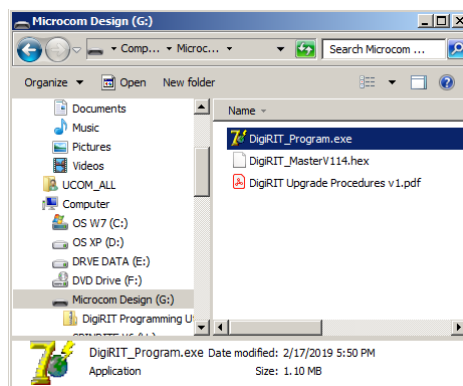 Microcom Design (G:)
Comp... Microc... Search Microcom ...
Organize Open New folder
Documents
Music
Pictures
Videos
UCOM_ALL
Computer
OS W7 (C:)
OS XP (D:)
DRVE DATA (E:)
DVD Drive (F:)
Microcom Design (G:)
DigiRIT Programming U
Name
DigiRIT_Program.exe
DigiRIT_MasterV114.hex
DigiRIT Upgrade Procedures v1.pdf
DigiRIT_Program.exe Date modified: 2/17/2019 5:50 PM
Application Size: 1.10 MB